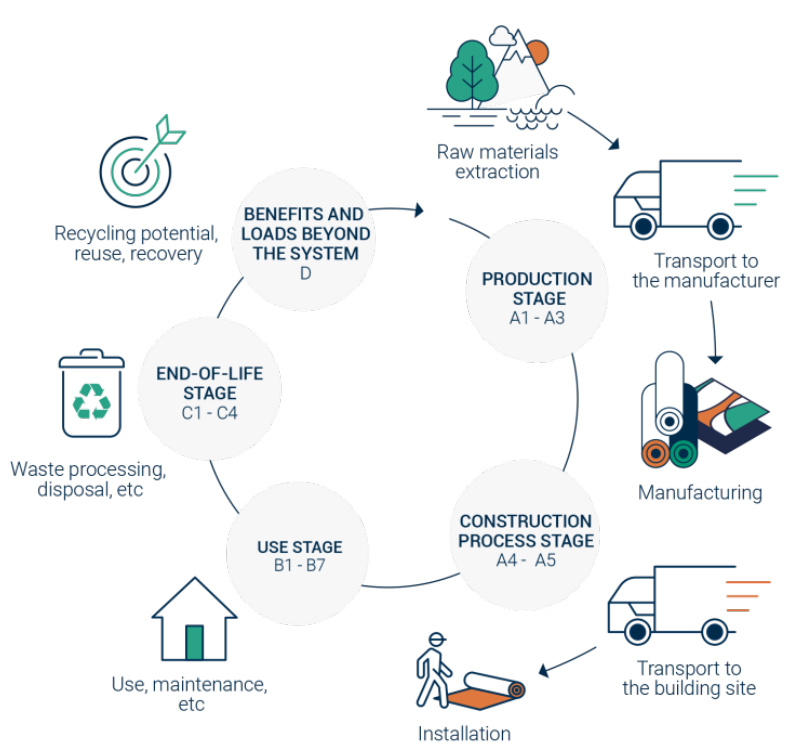 Raw materials
extraction
Transport to
the manufacturer
Manufacturing
Transport to
the building site
Installation
Use, maintenance,
etc
Waste processing,
disposal, etc
Recycling potential,
reuse, recovery
BENEFITS AND
LOADS BEYOND
THE SYSTEM
D
PRODUCTION
STAGE
A1 - A3
CONSTRUCTION
PROCESS STAGE
A4 - A5
USE STAGE
B1 - B7
END-OF-LIFE
STAGE
C1 - C4